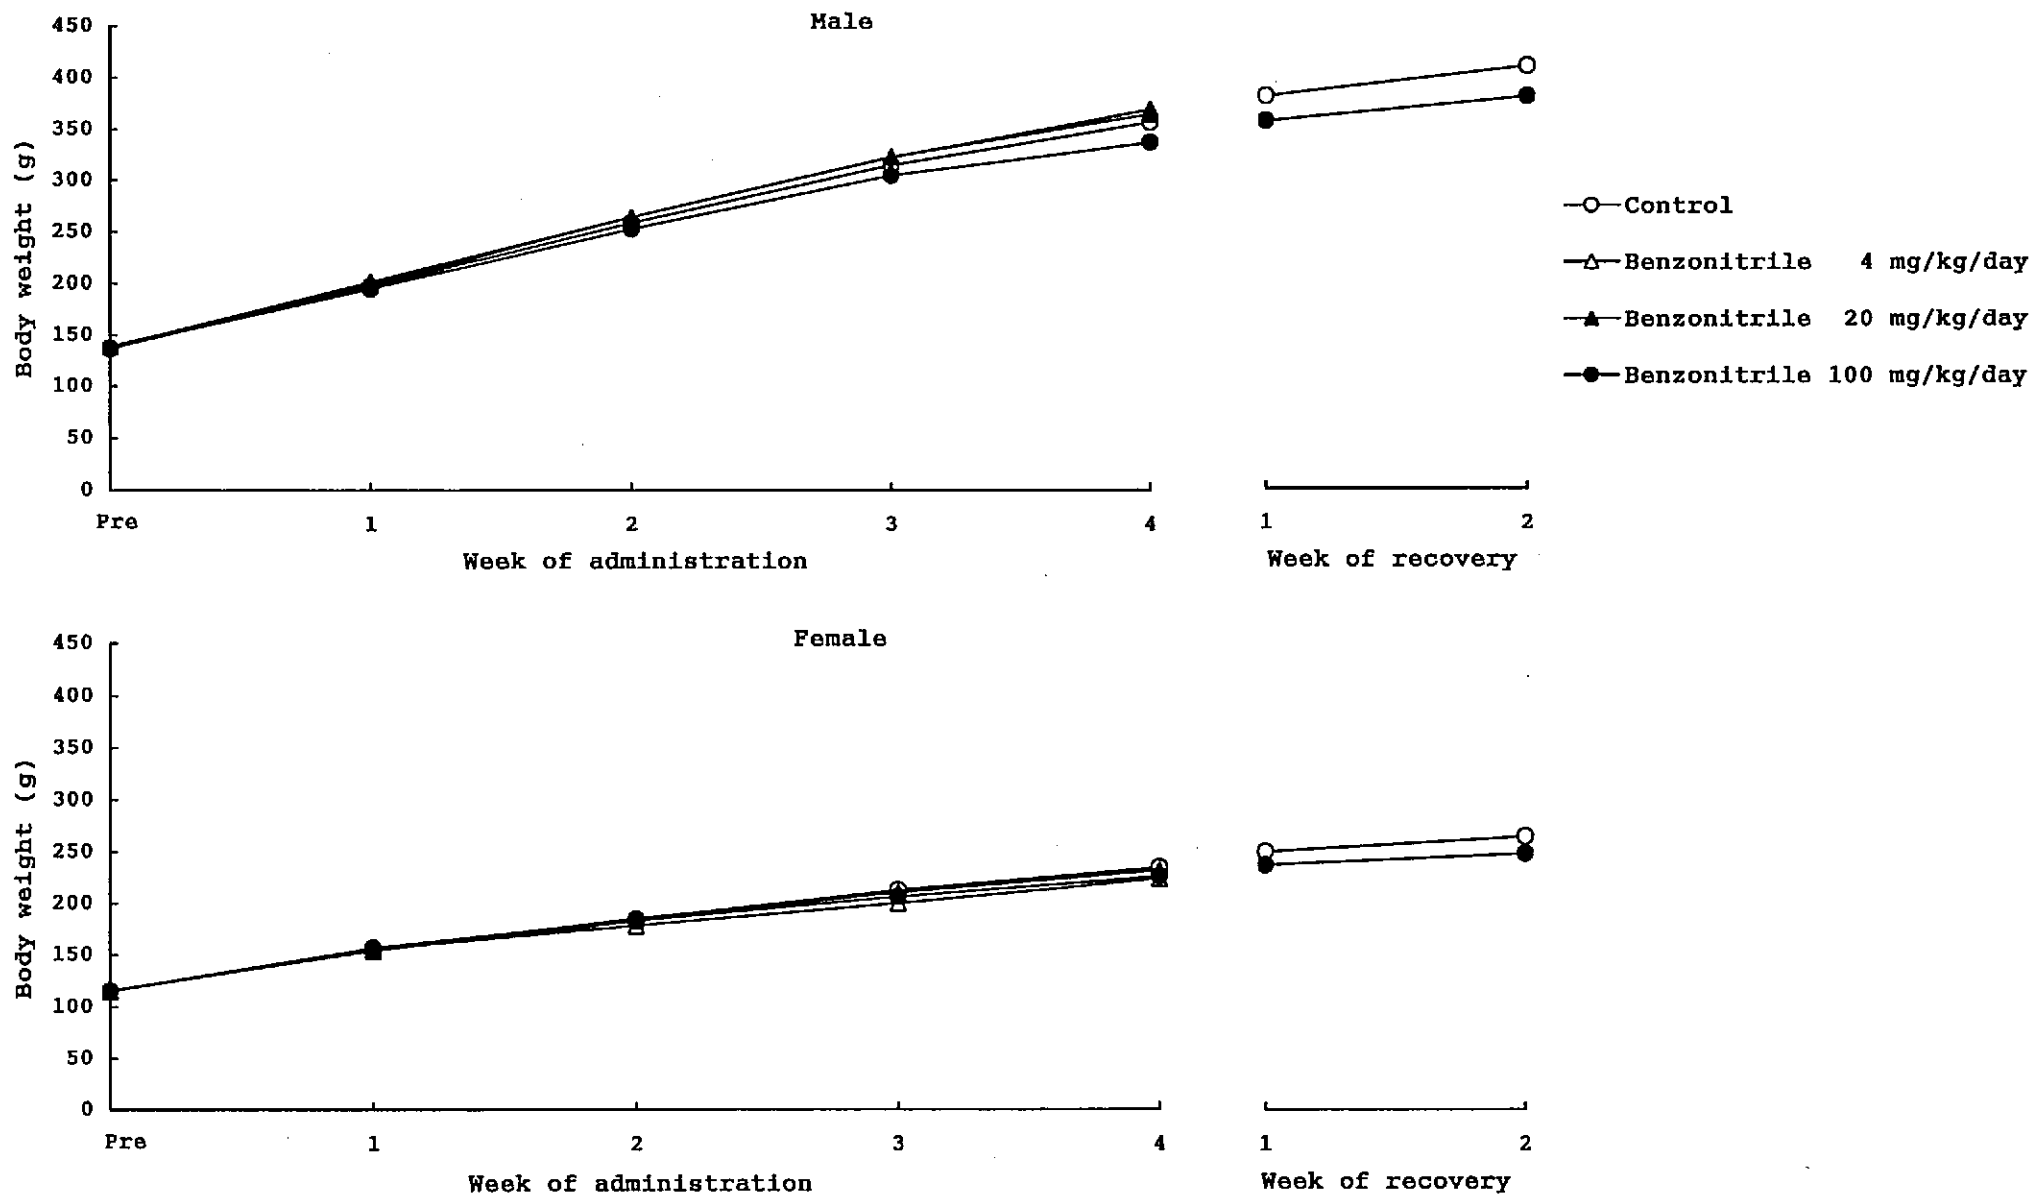 Male
450
400
350
300
250
200
150
100
50
0
Body weight (g)
Pre 1 2 3 4 1 2
Week of administration Week of recovery
Control
Benzonitrile 4 mg/kg/day
Benzonitrile 20 mg/kg/day
Benzonitrile 100 mg/kg/day
Female
450
400
350
300
250
200
150
100
50
0
Body weight (g)
Pre 1 2 3 4 1 2
Week of administration Week of recovery